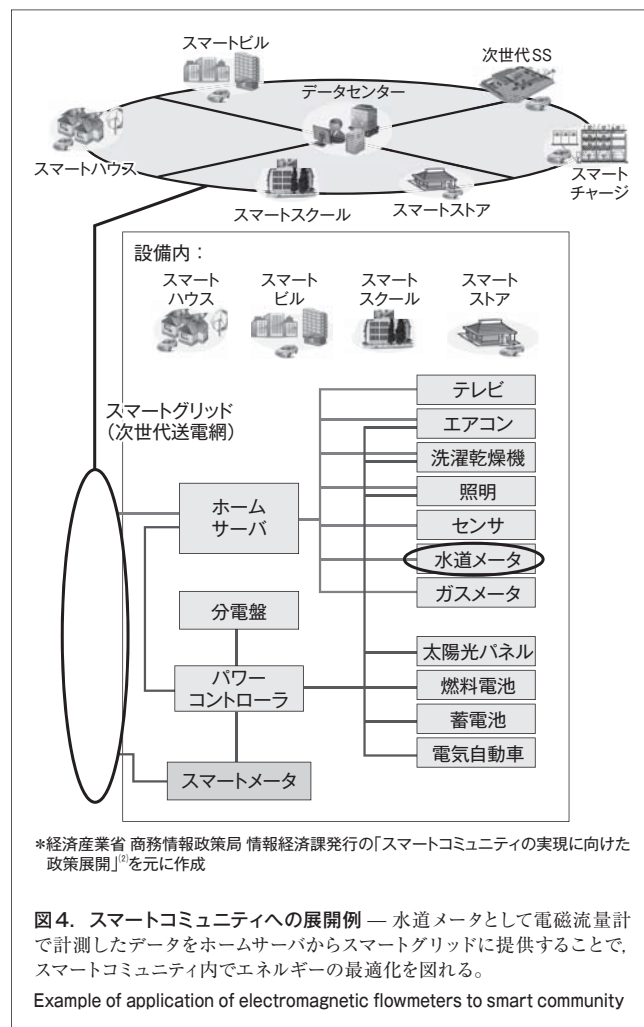 スマートビル
次世代SS
データセンター
スマートハウス
スマート
チャージ
スマートスクール
スマートストア
設備内：
スマート
ハウス
スマート
ビル
スマート
スクール
スマート
ストア
スマートグリッド
（次世代送電網）
テレビ
エアコン
洗濯乾燥機
照明
センサ
水道メータ
ガスメータ
ホーム
サーバ
分電盤
パワー
コントローラ
スマートメータ
太陽光パネル
燃料電池
蓄電池
電気自動車
＊経済産業省 商務情報政策局 情報経済課発行の「スマートコミュニティの実現に向けた
政策展開」⁽²⁾を元に作成
図4．スマートコミュニティへの展開例 — 水道メータとして電磁流量計
で計測したデータをホームサーバからスマートグリッドに提供することで，
スマートコミュニティ内でエネルギーの最適化を図れる。
Example of application of electromagnetic flowmeters to smart community